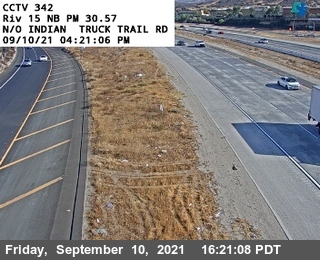 CCTV 342
Riv 15 NB PM 30.57
N/O INDIAN TRUCK TRAIL RD
09/10/21 04:21:06 PM
Friday, September 10, 2021 16:21:08 PDT